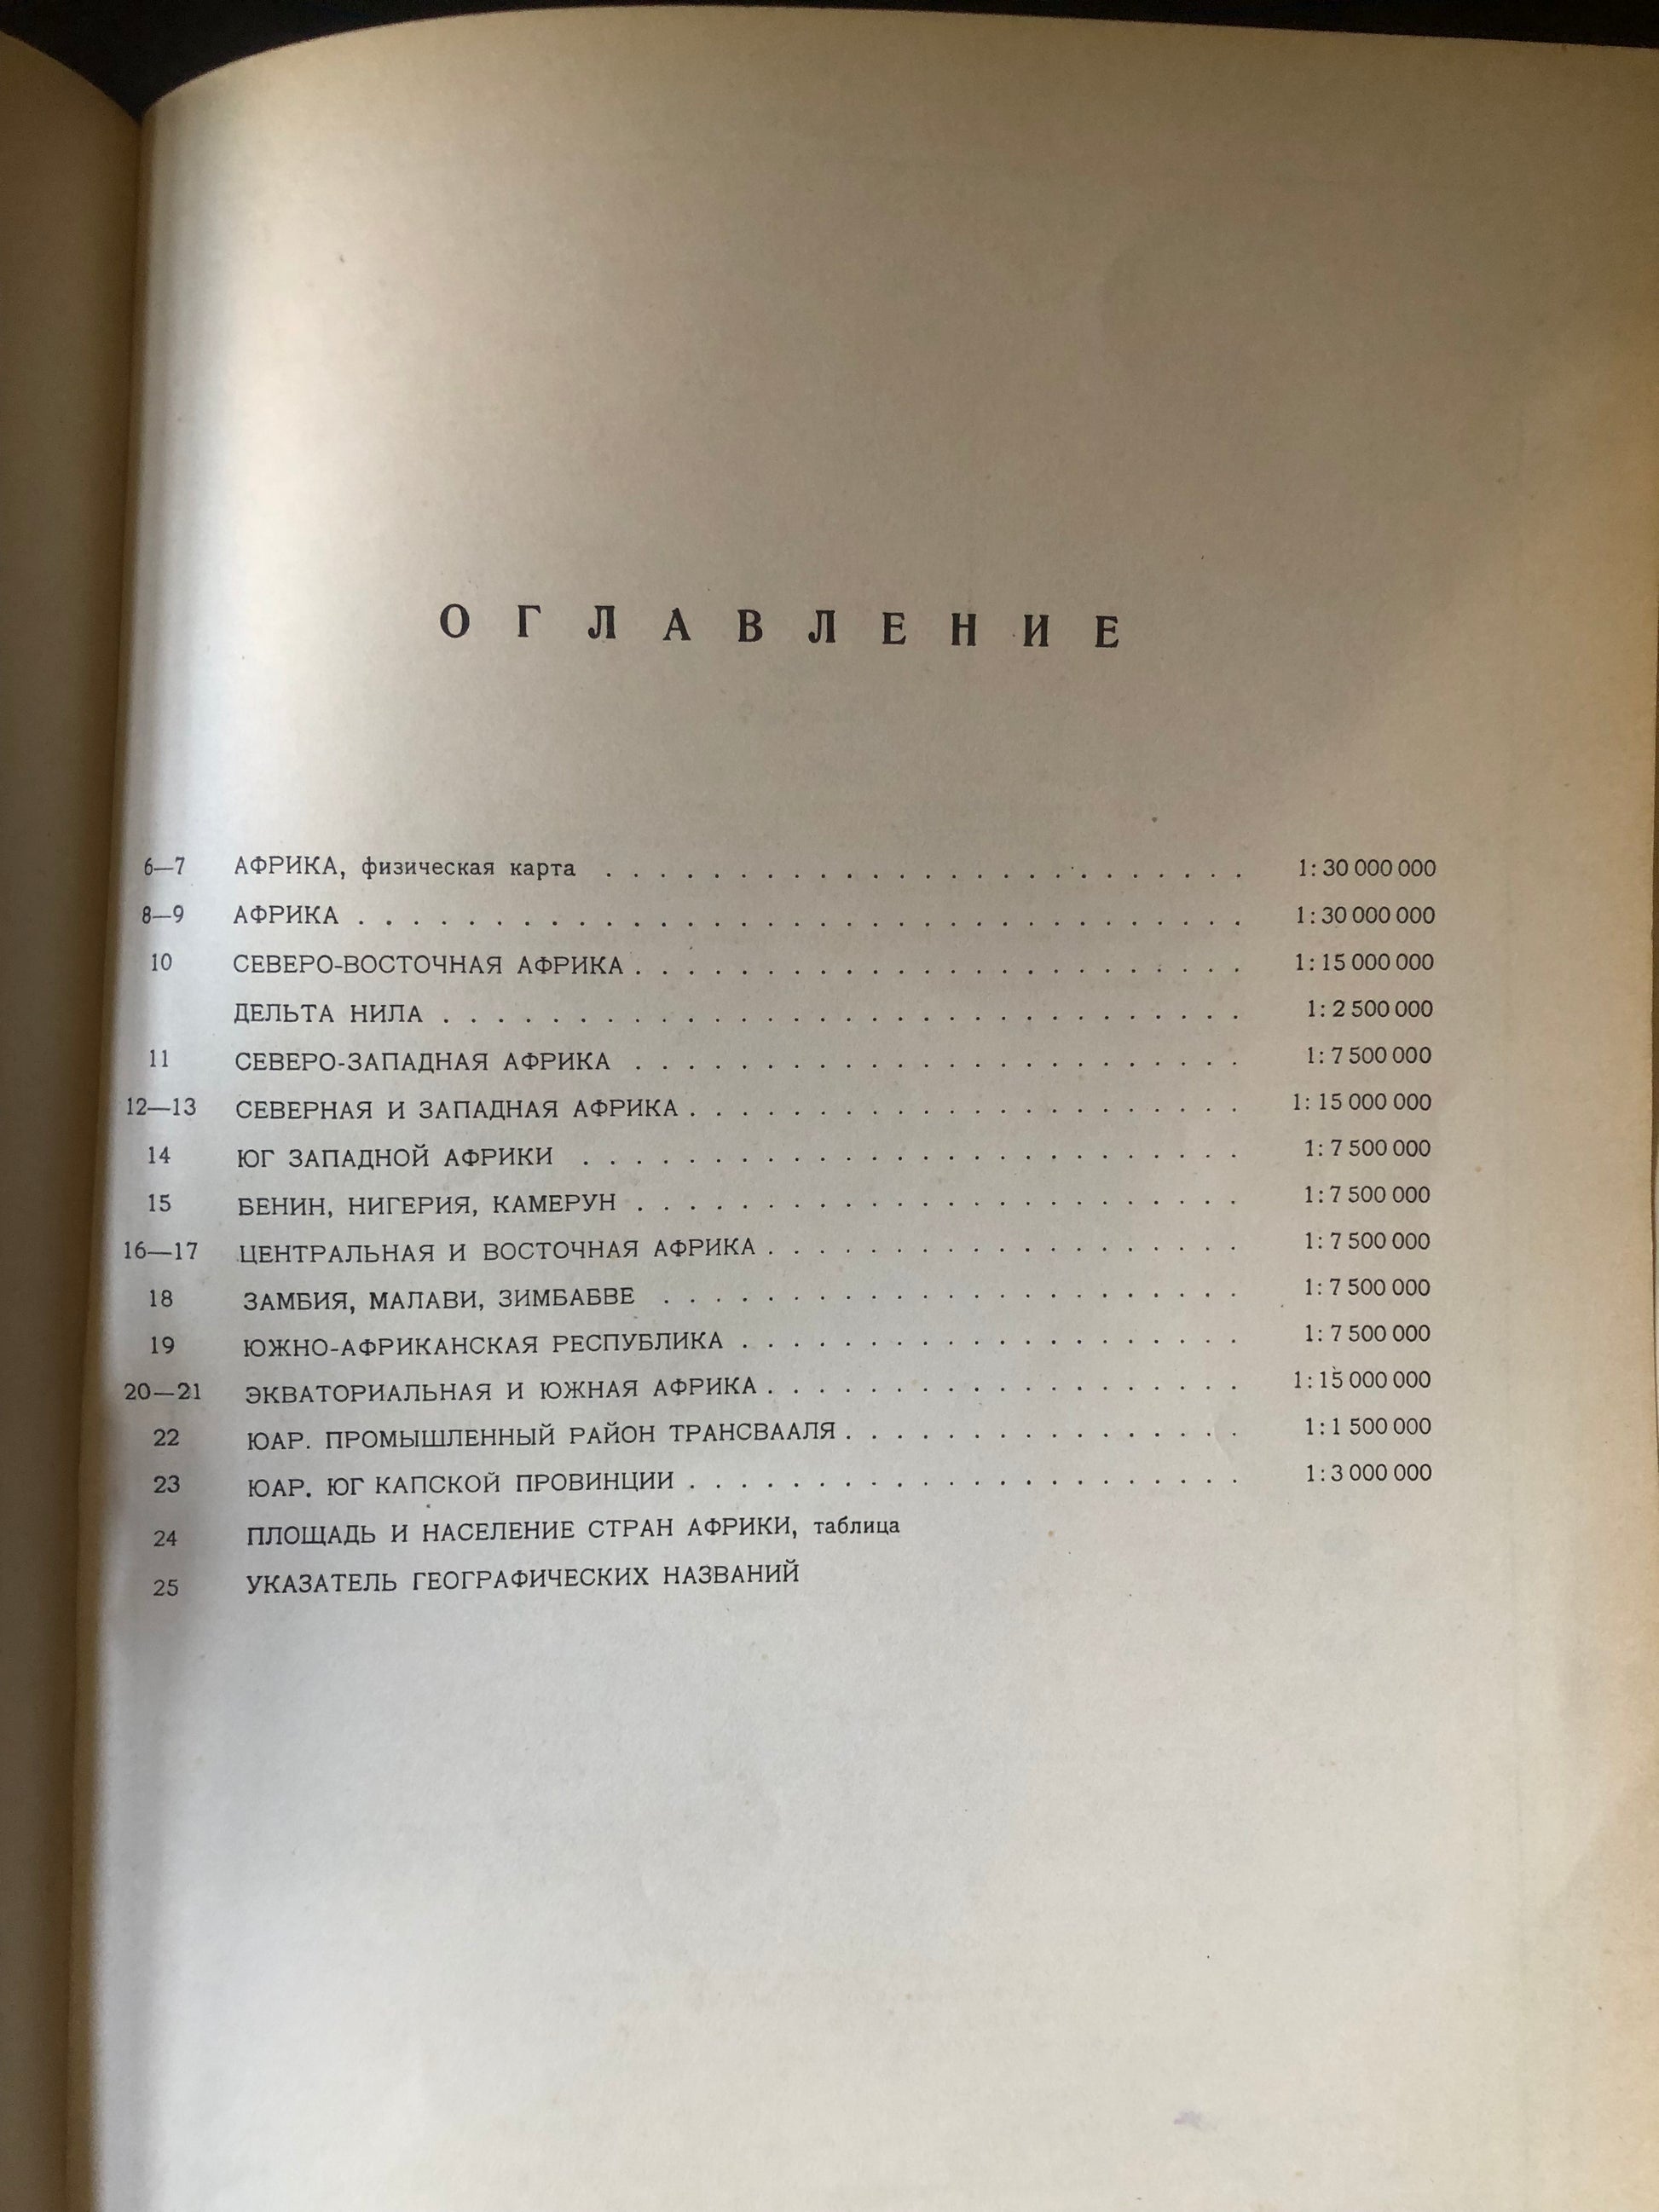 ОГЛАВЛЕНИЕ
6—7 АФРИКА, физическая карта . . . . . . . . . . . . . . . . . . . . . . . . 1:30 000 000
8—9 АФРИКА . . . . . . . . . . . . . . . . . . . . . . . . . . . . . . . . . 1:30 000 000
10 СЕВЕРО-ВОСТОЧНАЯ АФРИКА . . . . . . . . . . . . . . . . . . . . . . . 1:15 000 000
ДЕЛЬТА НИЛА . . . . . . . . . . . . . . . . . . . . . . . . . . . . . . 1:2 500 000
11 СЕВЕРО-ЗАПАДНАЯ АФРИКА . . . . . . . . . . . . . . . . . . . . . . . 1:7 500 000
12—13 СЕВЕРНАЯ И ЗАПАДНАЯ АФРИКА . . . . . . . . . . . . . . . . . . . . . 1:15 000 000
14 ЮГ ЗАПАДНОЙ АФРИКИ . . . . . . . . . . . . . . . . . . . . . . . . . 1:7 500 000
15 БЕНИН, НИГЕРИЯ, КАМЕРУН . . . . . . . . . . . . . . . . . . . . . . . 1:7 500 000
16—17 ЦЕНТРАЛЬНАЯ И ВОСТОЧНАЯ АФРИКА . . . . . . . . . . . . . . . . . . 1:7 500 000
18 ЗАМБИЯ, МАЛАВИ, ЗИМБАБВЕ . . . . . . . . . . . . . . . . . . . . . . 1:7 500 000
19 ЮЖНО-АФРИКАНСКАЯ РЕСПУБЛИКА . . . . . . . . . . . . . . . . . . . 1:7 500 000
20—21 ЭКВАТОРИАЛЬНАЯ И ЮЖНАЯ АФРИКА . . . . . . . . . . . . . . . . . . 1:15 000 000
22 ЮАР. ПРОМЫШЛЕННЫЙ РАЙОН ТРАНСВААЛЯ . . . . . . . . . . . . . . . 1:1 500 000
23 ЮАР. ЮГ КАПСКОЙ ПРОВИНЦИИ . . . . . . . . . . . . . . . . . . . . . 1:3 000 000
24 ПЛОЩАДЬ И НАСЕЛЕНИЕ СТРАН АФРИКИ, таблица
25 УКАЗАТЕЛЬ ГЕОГРАФИЧЕСКИХ НАЗВАНИЙ